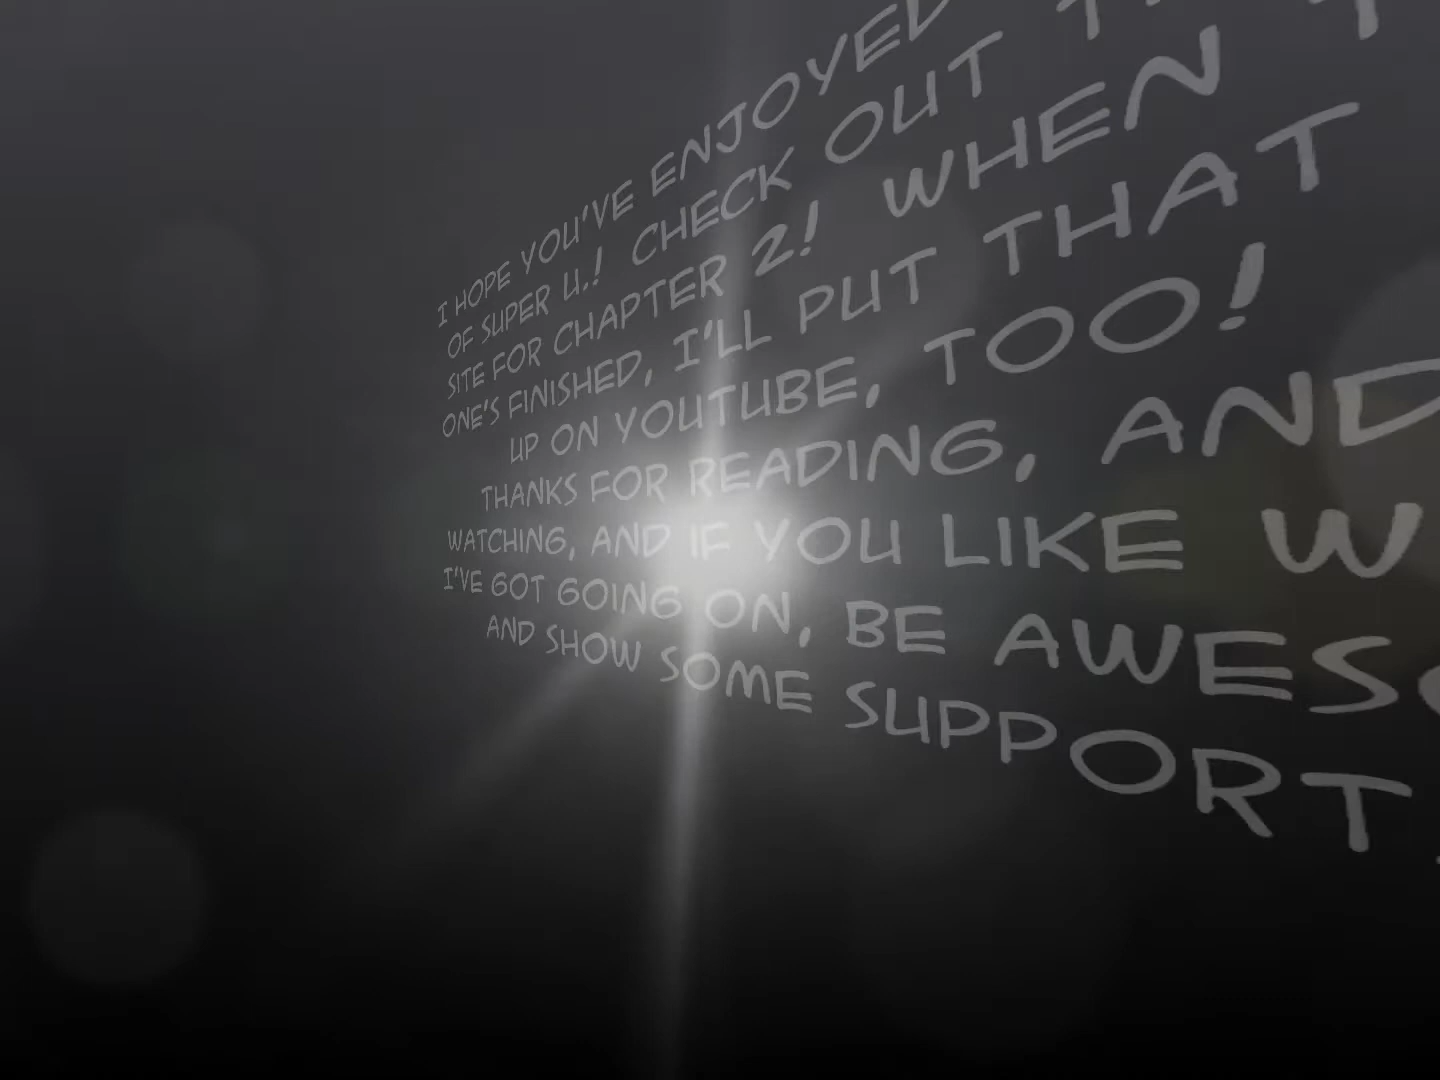 I HOPE YOU'VE ENJOYED
OF SUPER U.! CHECK OUT
SITE FOR CHAPTER 2! WHEN
ONE'S FINISHED, I'LL PUT THAT
UP ON YOUTUBE, TOO!
THANKS FOR READING, AND
WATCHING, AND IF YOU LIKE W
I'VE GOT GOING ON, BE AWES
AND SHOW SOME SUPPORT